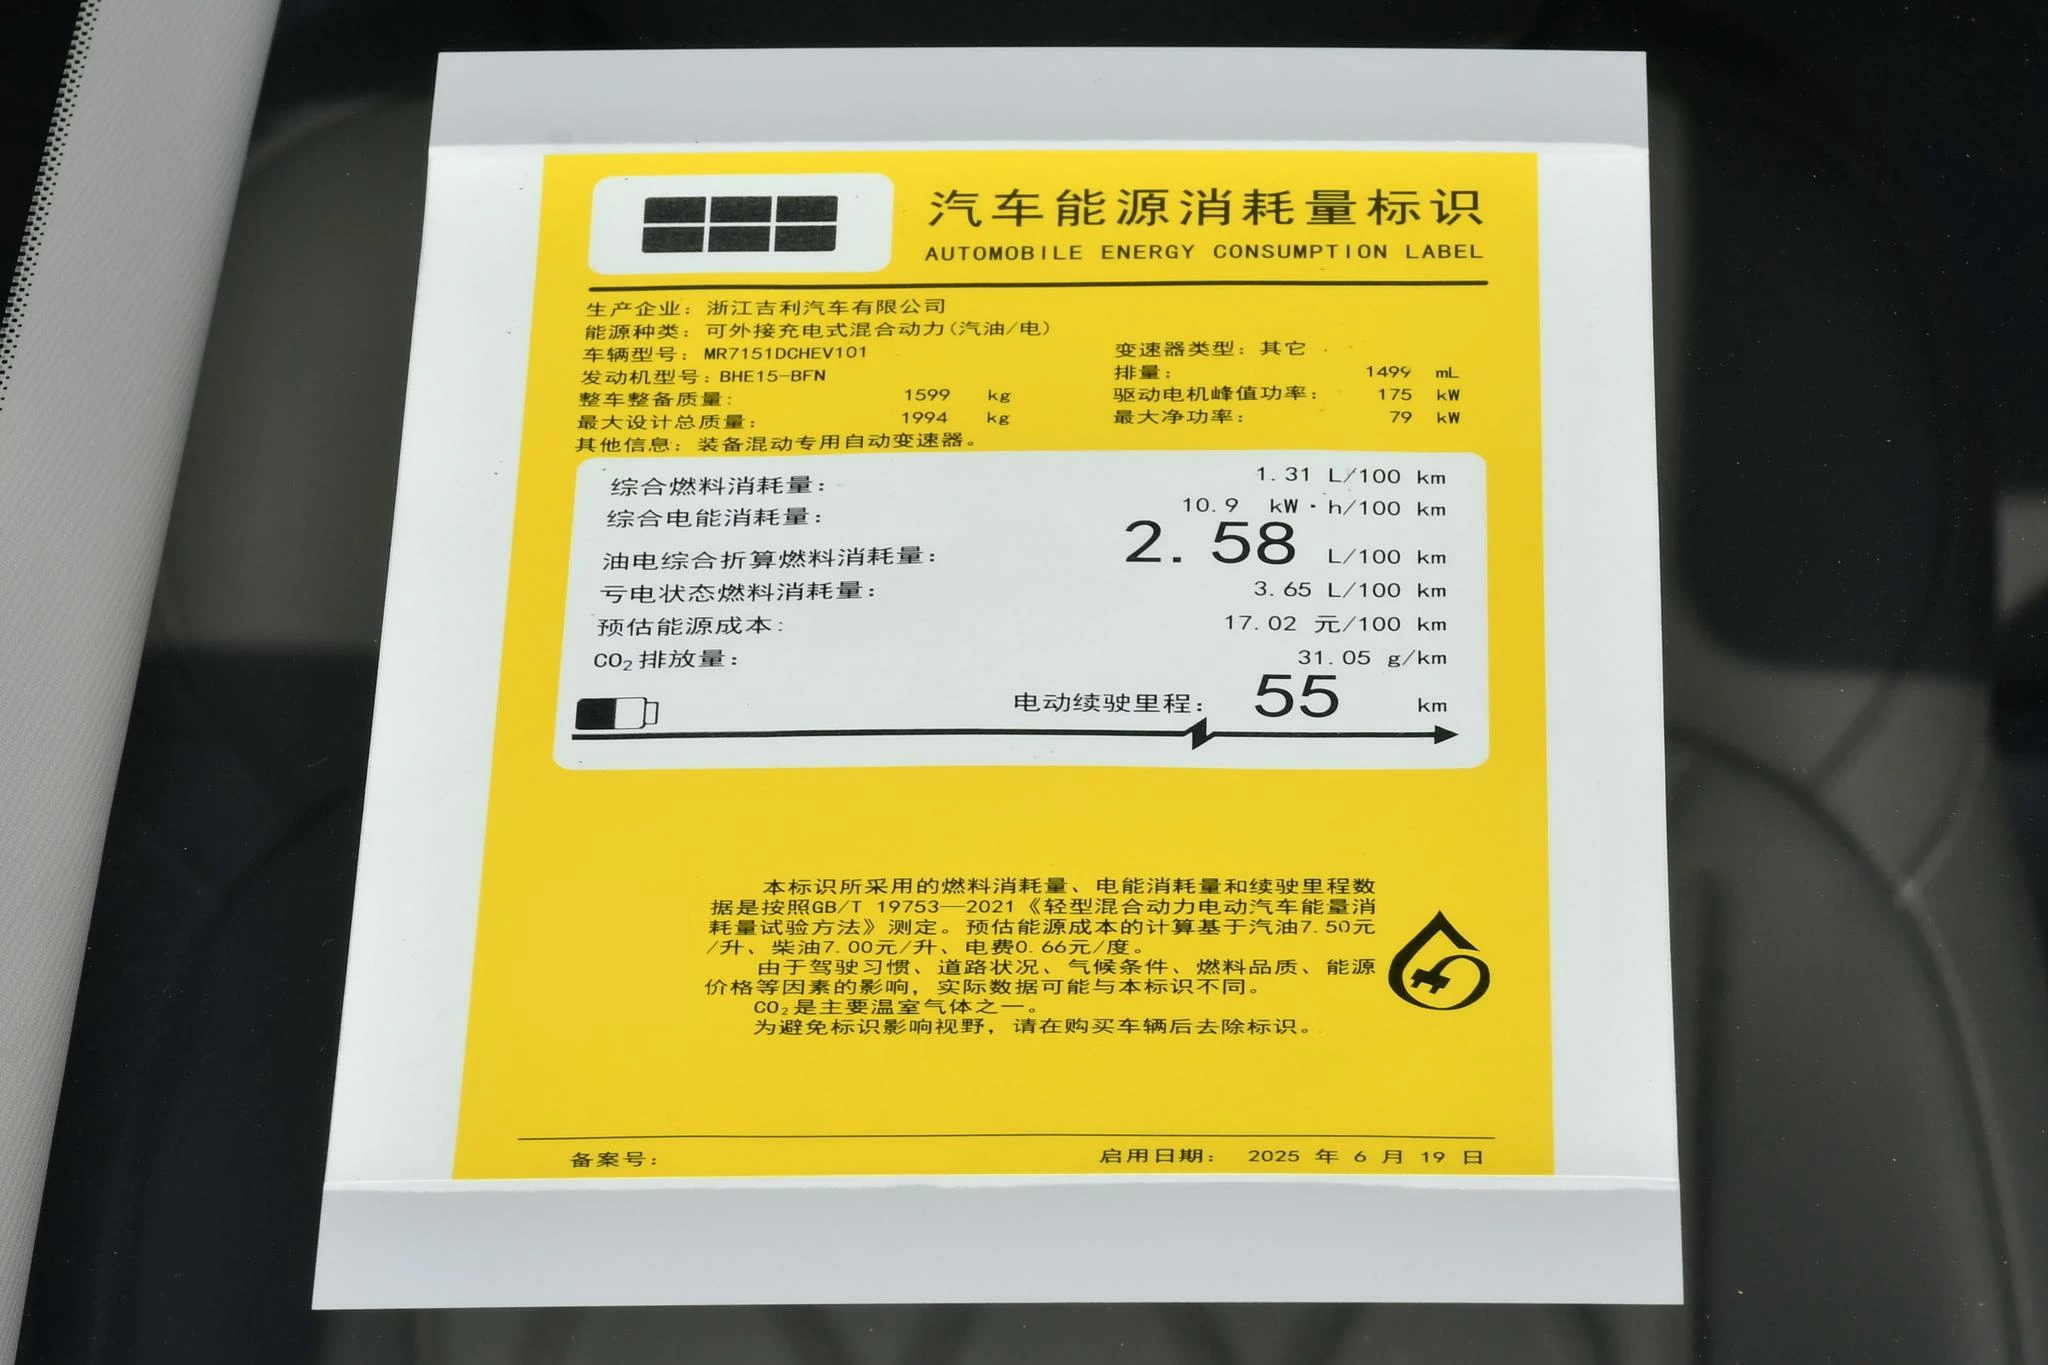 汽车能源消耗量标识
AUTOMOBILE ENERGY CONSUMPTION LABEL
生产企业：浙江吉利汽车有限公司
能源种类：可外接充电式混合动力(汽油/电)
车辆型号：MR7151DCHEV101 变速器类型：其它
发动机型号：BHE15-BFN 排量： 1499 mL
整车整备质量： 1599 kg 驱动电机峰值功率： 175 kW
最大设计总质量： 1994 kg 最大净功率： 79 kW
其他信息：装备混动专用自动变速器。
综合燃料消耗量： 1.31 L/100 km
综合电能消耗量： 10.9 kW·h/100 km
油电综合折算燃料消耗量： 2.58 L/100 km
亏电状态燃料消耗量： 3.65 L/100 km
预估能源成本： 17.02 元/100 km
CO₂排放量： 31.05 g/km
电动续驶里程： 55 km
本标识所采用的燃料消耗量、电能消耗量和续驶里程数
据是按照GB/T 19753—2021《轻型混合动力电动汽车能量消
耗量试验方法》测定。预估能源成本的计算基于汽油7.50元
/升、柴油7.00元/升、电费0.66元/度。
由于驾驶习惯、道路状况、气候条件、燃料品质、能源
价格等因素的影响，实际数据可能与本标识不同。
CO₂是主要温室气体之一。
为避免标识影响视野，请在购买车辆后去除标识。
备案号： 启用日期： 2025 年 6 月 19 日